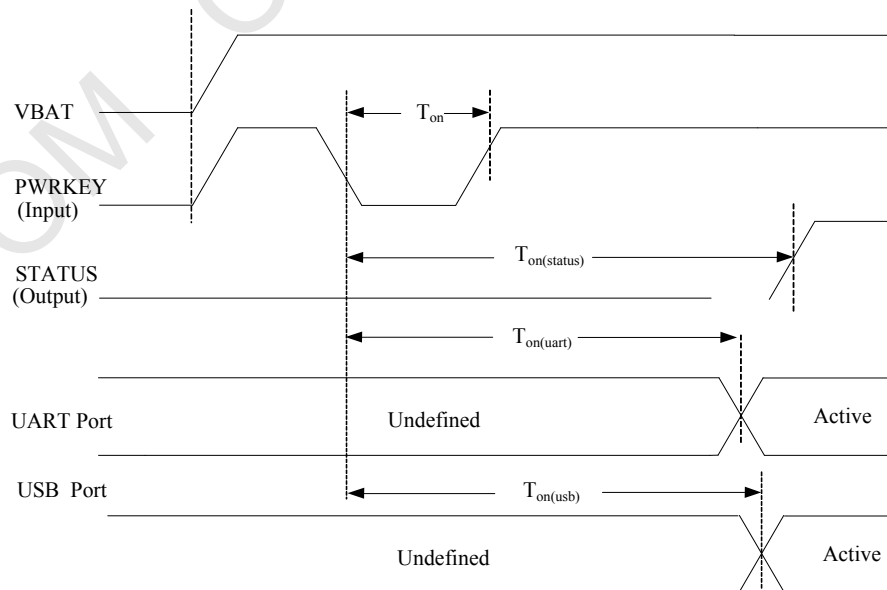 VBAT
Ton
PWRKEY
(Input)
STATUS
(Output)
Ton(status)
Ton(uart)
UART Port
Undefined
Active
USB Port
Ton(usb)
Undefined
Active